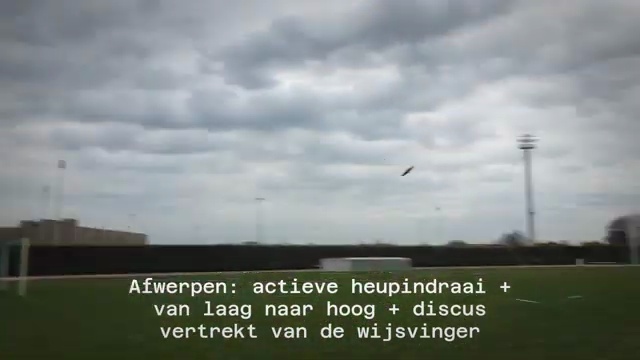 Afwerpen: actieve heupindraai +
van laag naar hoog + discus
vertrekt van de wijsvinger